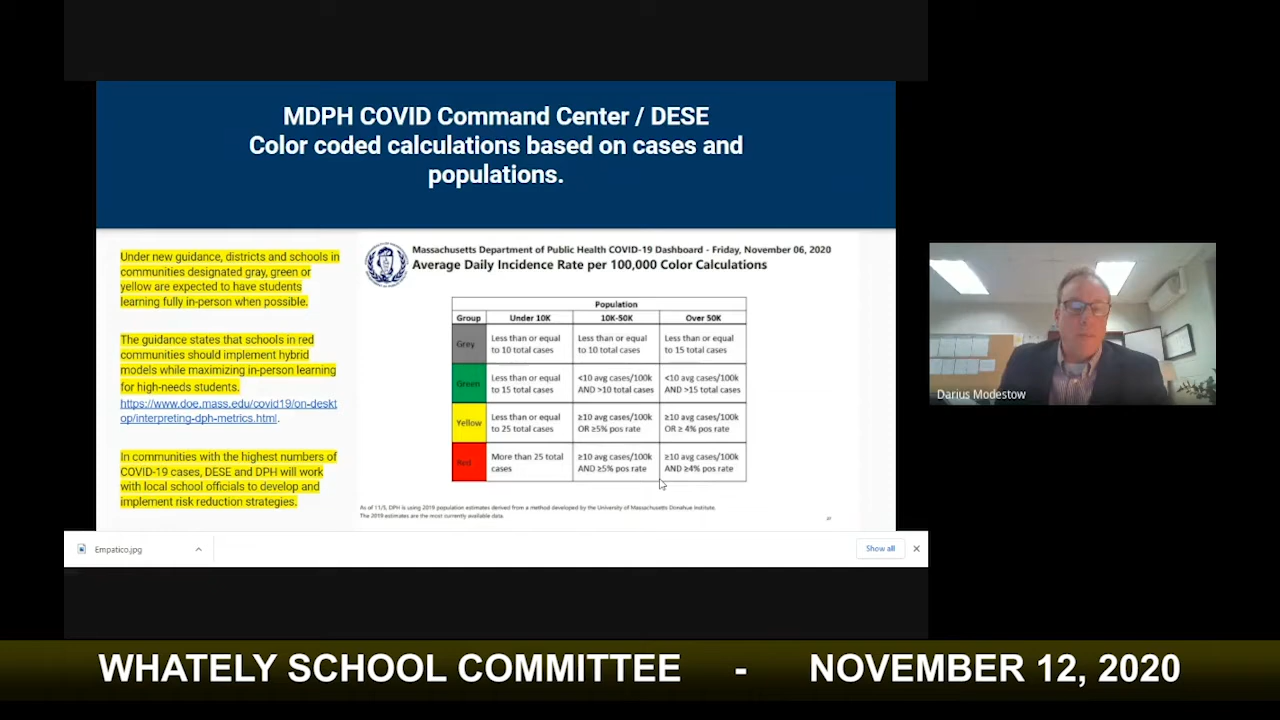 MDPH COVID Command Center / DESE
Color coded calculations based on cases and
populations.
Under new guidance, districts and schools in
communities designated gray, green or
yellow are expected to have students
learning fully in-person when possible.
The guidance states that schools in red
communities should implement hybrid
models while maximizing in-person learning
for high-needs students.
https://www.doe.mass.edu/covid19/on-deskt
op/interpreting-dph-metrics.html.
In communities with the highest numbers of
COVID-19 cases, DESE and DPH will work
with local school officials to develop and
implement risk reduction strategies.
Massachusetts Department of Public Health COVID-19 Dashboard - Friday, November 06, 2020
Average Daily Incidence Rate per 100,000 Color Calculations
Population
Group Under 10K 10K-50K Over 50K
Grey
Less than or equal
to 10 total cases
Less than or equal
to 10 total cases
Less than or equal
to 15 total cases
Green
Less than or equal
to 15 total cases
<10 avg cases/100k
AND >10 total cases
<10 avg cases/100k
AND >15 total cases
Yellow
Less than or equal
to 25 total cases
≥10 avg cases/100k
OR ≥5% pos rate
≥10 avg cases/100k
OR ≥ 4% pos rate
Red
More than 25 total
cases
≥10 avg cases/100k
AND ≥5% pos rate
≥10 avg cases/100k
AND ≥4% pos rate
As of 11/5, DPH is using 2019 population estimates derived from a method developed by the University of Massachusetts Donahue Institute.
The 2019 estimates are the most currently available data.
Empatico.jpg
Show all
Darius Modestow
WHATELY SCHOOL COMMITTEE - NOVEMBER 12, 2020